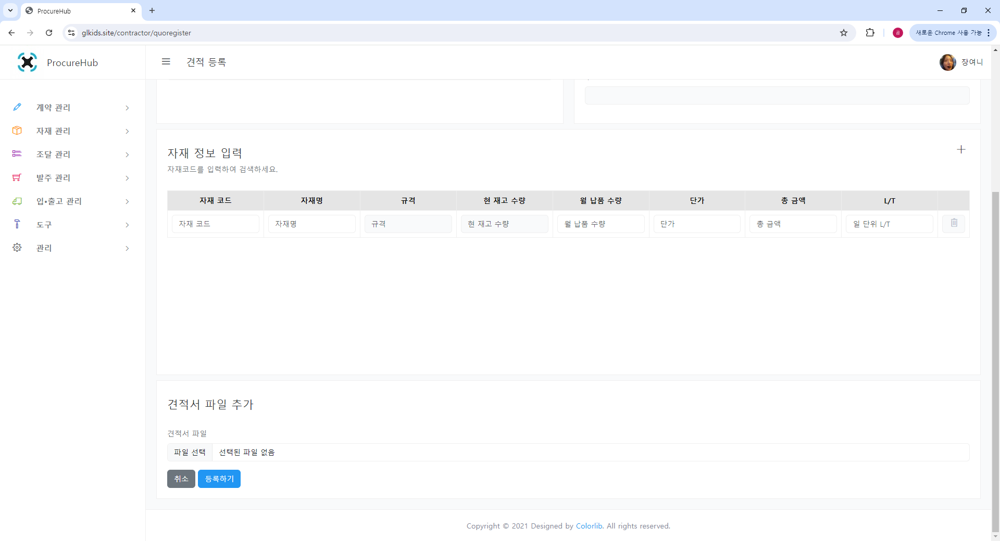 ProcureHub
glkids.site/contractor/quoregister
곰
새로운 Chrome 사용 가능
ProcureHub
견적 등록
장여니
계약 관리
자재 관리
조달 관리
발주 관리
입•출고 관리
도구
관리
자재 정보 입력
자재코드를 입력하여 검색하세요.
자재 코드 자재명 규격 현 재고 수량 월 납품 수량 단가 총 금액 L/T
자재 코드 자재명 규격 현 재고 수량 월 납품 수량 단가 총 금액 일 단위 L/T
견적서 파일 추가
견적서 파일
파일 선택 선택된 파일 없음
취소 등록하기
Copyright © 2021 Designed by Colorlib. All rights reserved.